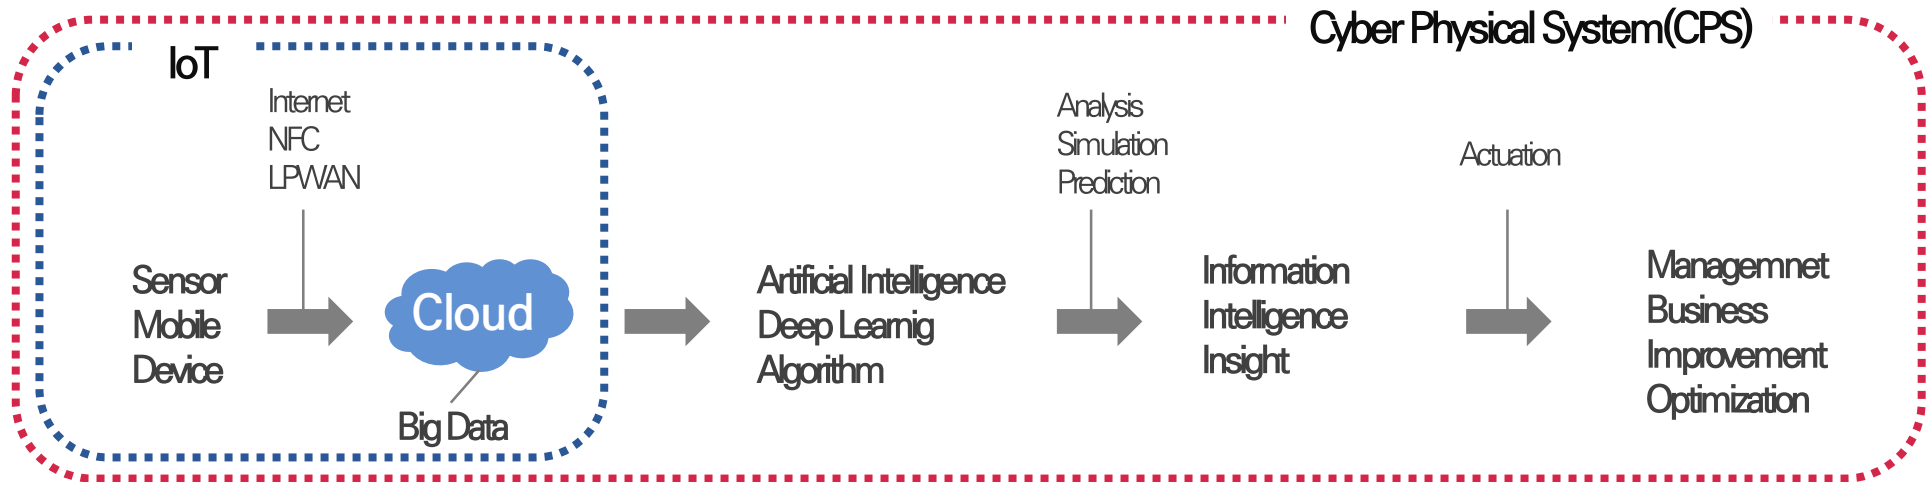 Cyber Physical System(CPS)
IoT
Internet
NFC
LPWAN
Sensor
Mobile
Device
Cloud
Big Data
Artificial Intelligence
Deep Learnig
Algorithm
Analysis
Simulation
Prediction
Information
Intelligence
Insight
Actuation
Managemnet
Business
Improvement
Optimization